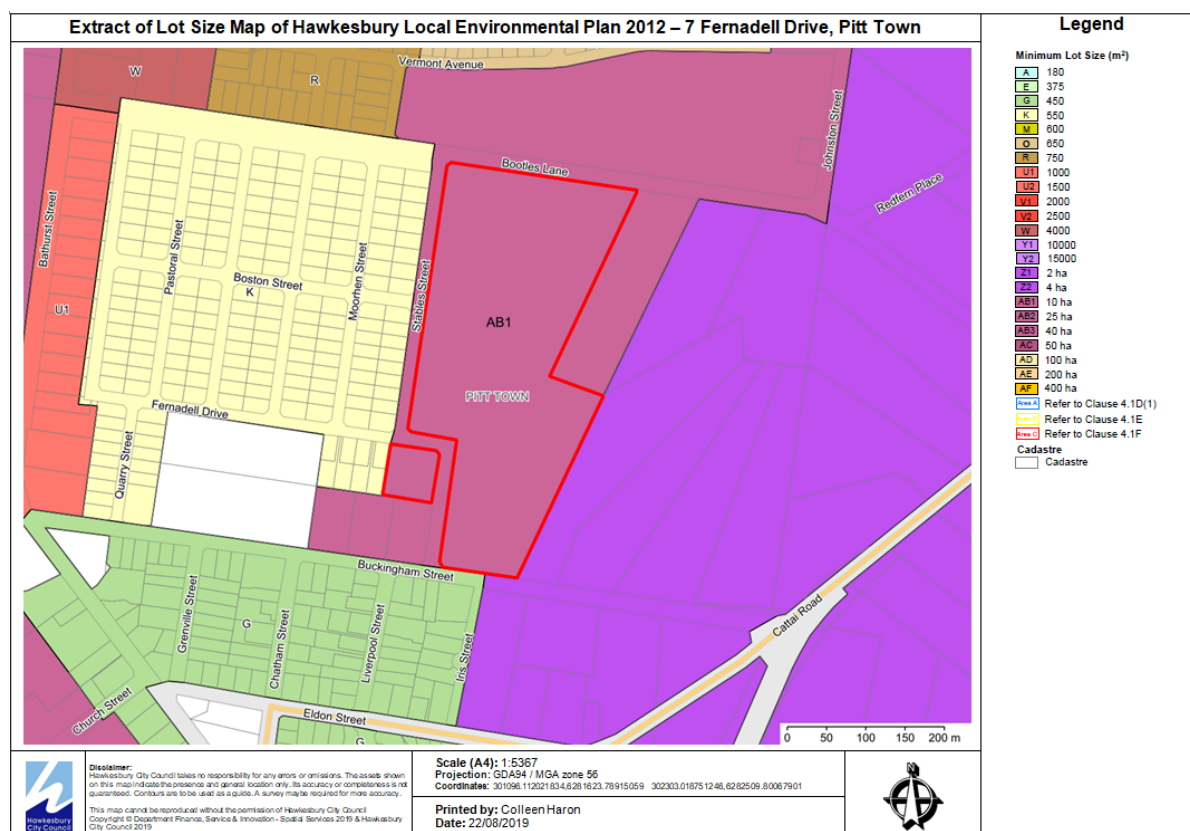 Extract of Lot Size Map of Hawkesbury Local Environmental Plan 2012 – 7 Fernadell Drive, Pitt Town
Vermont Avenue
W
R
Johnston Street
Bootles Lane
Redfern Place
Bathurst Street
Pastoral Street
Moorhen Street
Boston Street
K
Stables Street
U1
AB1
PITT TOWN
Fernadell Drive
Quarry Street
Buckingham Street
Grenville Street
G
Chatham Street
Liverpool Street
Iris Street
Cattai Road
Church Street
Eldon Street
G
0 50 100 150 200 m
Legend
Minimum Lot Size (m²)
A 180
E 375
G 450
K 550
M 600
O 650
R 750
U1 1000
U2 1500
V1 2000
V2 2500
W 4000
Y1 10000
Y2 15000
Z1 2 ha
Z2 4 ha
AB1 10 ha
AB2 25 ha
AB3 40 ha
AC 50 ha
AD 100 ha
AE 200 ha
AF 400 ha
Area A Refer to Clause 4.1D(1)
Refer to Clause 4.1E
Area C Refer to Clause 4.1F
Cadastre
Cadastre
Hawkesbury
City Council
Disclaimer:
Hawkesbury City Council takes no responsibility for any errors or omissions. The assets shown
on this map indicate the presence and general location only. Its accuracy or completeness is not
guaranteed. Contours are to be used as a guide. A survey may be required for more accuracy.
This map cannot be reproduced without the permission of Hawkesbury City Council
Copyright © Department Finance, Service & Innovation - Spatial Services 2019 & Hawkesbury
City Council 2019
Scale (A4): 1:5367
Projection: GDA94 / MGA zone 56
Coordinates: 301096.112021834,6281623.78915059 302303.018751246,6282509.80067901
Printed by: Colleen Haron
Date: 22/08/2019